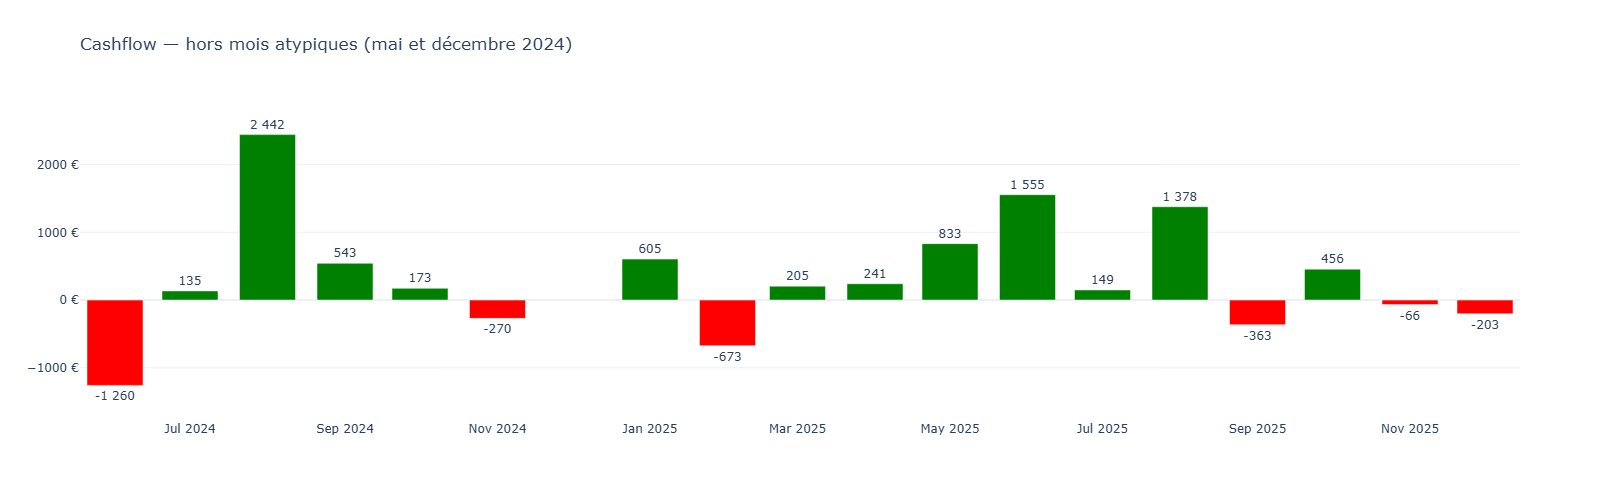 Cashflow — hors mois atypiques (mai et décembre 2024)
2 442
2000 €
1 555
1 378
1000 €
833
605
543
456
205
241
173
135
149
0 €
-66
-203
-270
-363
-673
−1000 €
-1 260
Jul 2024
Sep 2024
Nov 2024
Jan 2025
Mar 2025
May 2025
Jul 2025
Sep 2025
Nov 2025